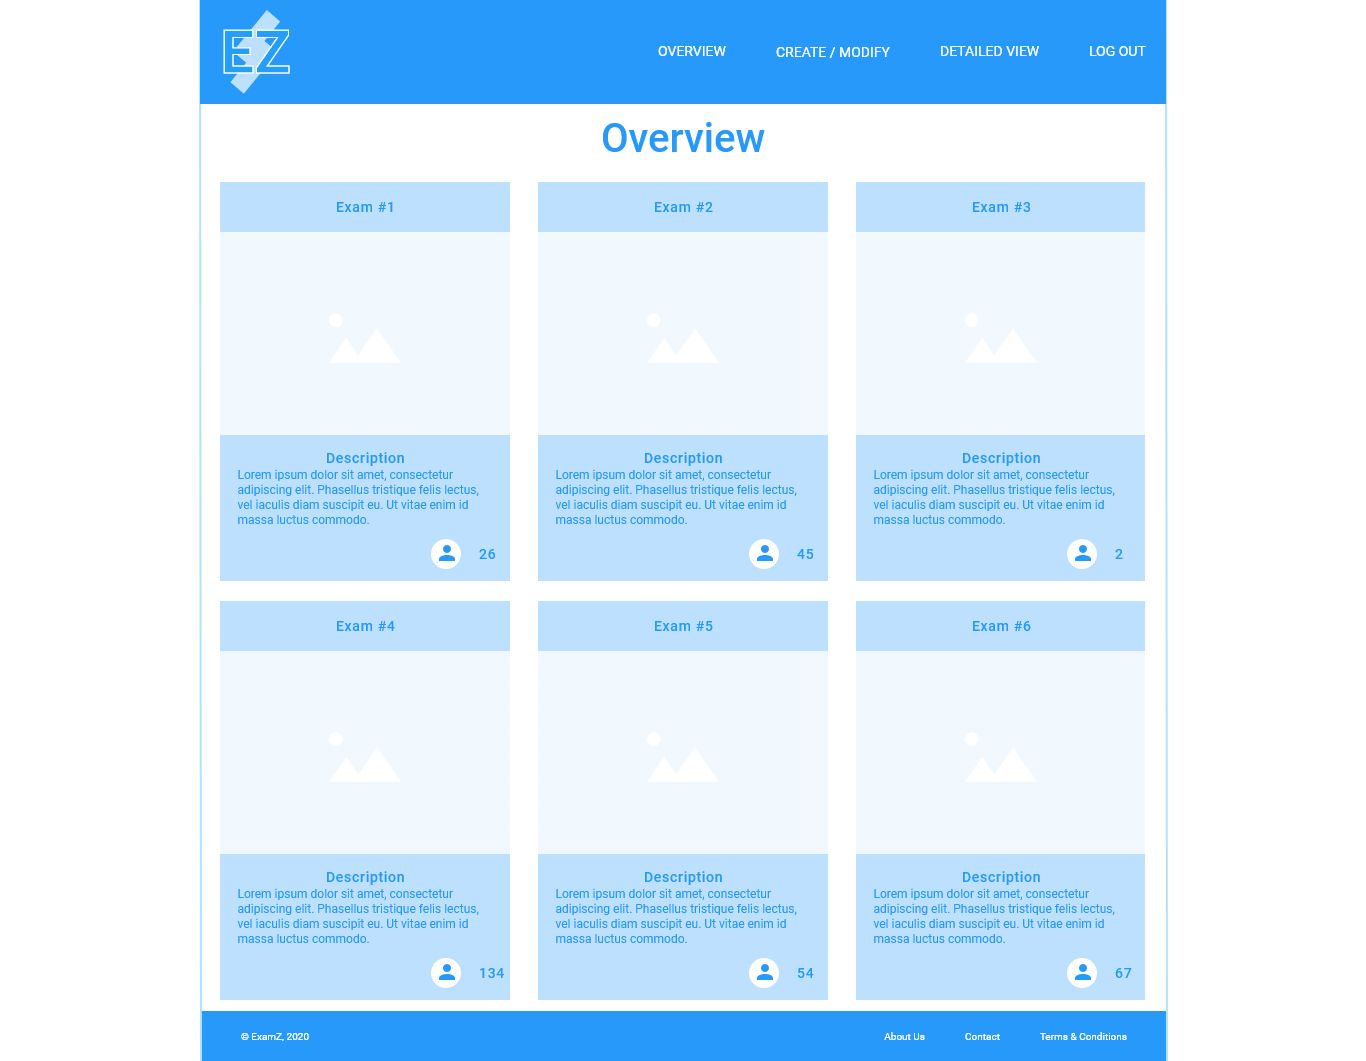 EZ
OVERVIEW
CREATE / MODIFY
DETAILED VIEW
LOG OUT
Overview
Exam #1
Description
Lorem ipsum dolor sit amet, consectetur
adipiscing elit. Phasellus tristique felis lectus,
vel iaculis diam suscipit eu. Ut vitae enim id
massa luctus commodo.
26
Exam #2
Description
Lorem ipsum dolor sit amet, consectetur
adipiscing elit. Phasellus tristique felis lectus,
vel iaculis diam suscipit eu. Ut vitae enim id
massa luctus commodo.
45
Exam #3
Description
Lorem ipsum dolor sit amet, consectetur
adipiscing elit. Phasellus tristique felis lectus,
vel iaculis diam suscipit eu. Ut vitae enim id
massa luctus commodo.
2
Exam #4
Description
Lorem ipsum dolor sit amet, consectetur
adipiscing elit. Phasellus tristique felis lectus,
vel iaculis diam suscipit eu. Ut vitae enim id
massa luctus commodo.
134
Exam #5
Description
Lorem ipsum dolor sit amet, consectetur
adipiscing elit. Phasellus tristique felis lectus,
vel iaculis diam suscipit eu. Ut vitae enim id
massa luctus commodo.
54
Exam #6
Description
Lorem ipsum dolor sit amet, consectetur
adipiscing elit. Phasellus tristique felis lectus,
vel iaculis diam suscipit eu. Ut vitae enim id
massa luctus commodo.
67
© ExamZ, 2020
About Us
Contact
Terms & Conditions